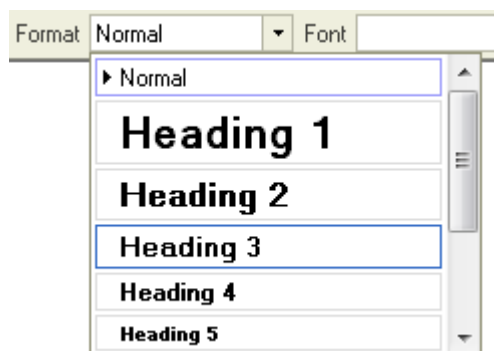 Format Normal Font
Normal
Heading 1
Heading 2
Heading 3
Heading 4
Heading 5